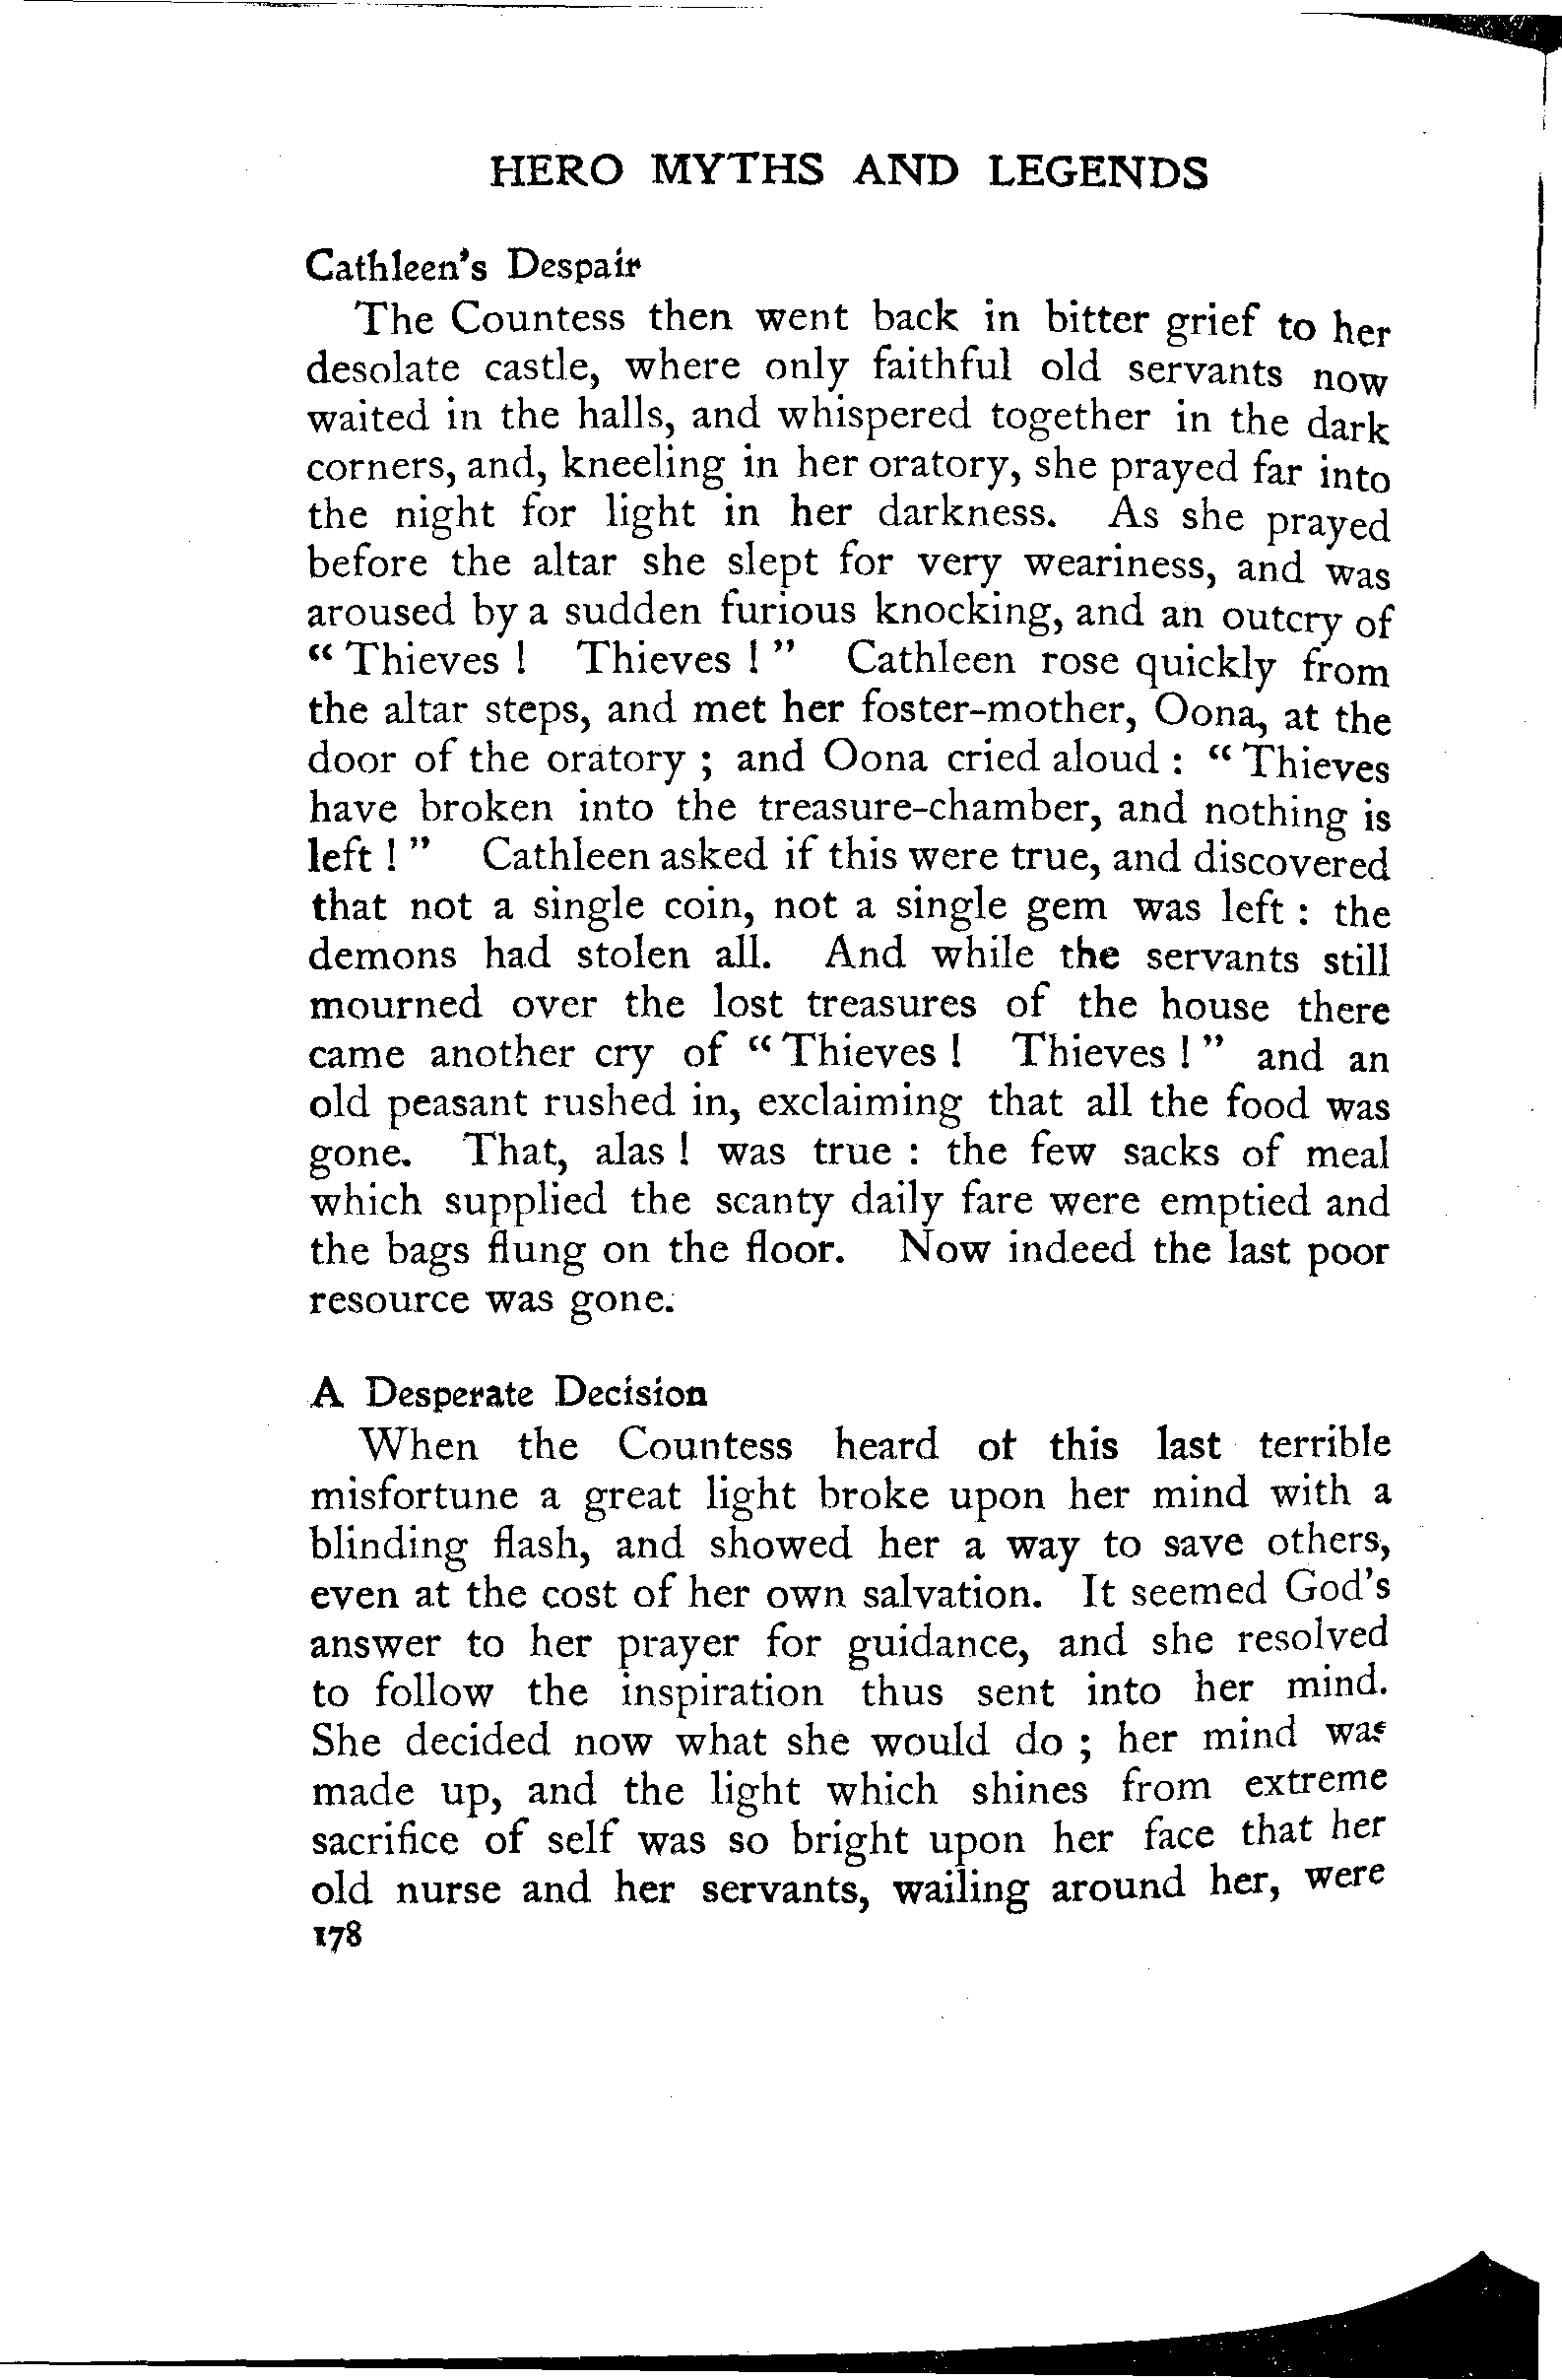 HERO MYTHS AND LEGENDS
Cathleen's Despair
The Countess then went back in bitter grief to her
desolate castle, where only faithful old servants now
waited in the halls, and whispered together in the dark
corners, and, kneeling in her oratory, she prayed far into
the night for light in her darkness. As she prayed
before the altar she slept for very weariness, and was
aroused by a sudden furious knocking, and an outcry of
“ Thieves ! Thieves ! ” Cathleen rose quickly from
the altar steps, and met her foster-mother, Oona, at the
door of the oratory ; and Oona cried aloud : “ Thieves
have broken into the treasure-chamber, and nothing is
left ! ” Cathleen asked if this were true, and discovered
that not a single coin, not a single gem was left : the
demons had stolen all. And while the servants still
mourned over the lost treasures of the house there
came another cry of “ Thieves ! Thieves ! ” and an
old peasant rushed in, exclaiming that all the food was
gone. That, alas ! was true : the few sacks of meal
which supplied the scanty daily fare were emptied and
the bags flung on the floor. Now indeed the last poor
resource was gone.
A Desperate Decision
When the Countess heard of this last terrible
misfortune a great light broke upon her mind with a
blinding flash, and showed her a way to save others,
even at the cost of her own salvation. It seemed God's
answer to her prayer for guidance, and she resolved
to follow the inspiration thus sent into her mind.
She decided now what she would do ; her mind was
made up, and the light which shines from extreme
sacrifice of self was so bright upon her face that her
old nurse and her servants, wailing around her, were
178